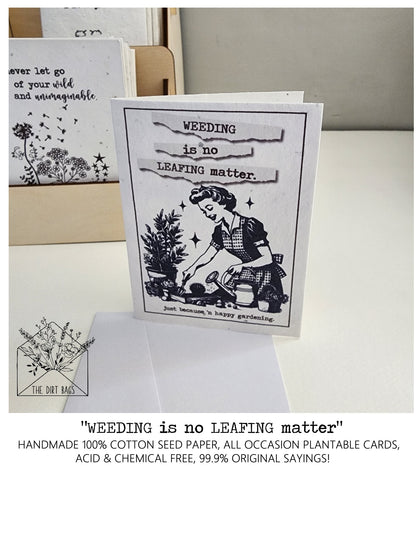 ever let go
of your wild
and unimaginable.
WEEDING
is no
LEAFING matter.
Just because 'n happy gardening.
THE DIRT BAGS
"WEEDING is no LEAFING matter"
HANDMADE 100% COTTON SEED PAPER, ALL OCCASION PLANTABLE CARDS,
ACID & CHEMICAL FREE, 99.9% ORIGINAL SAYINGS!